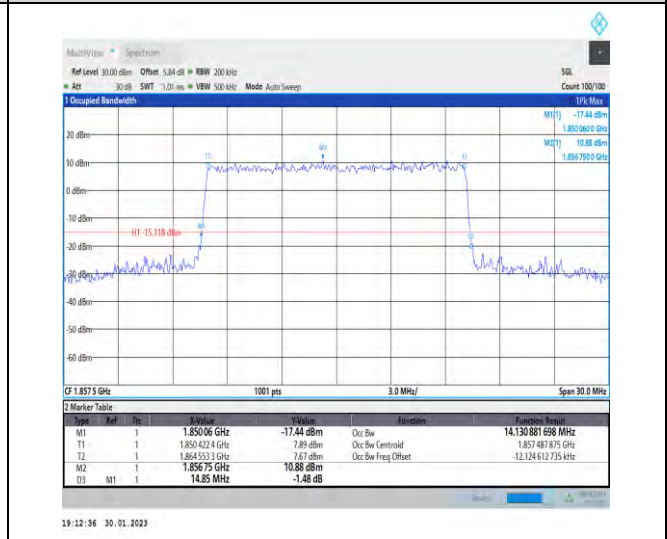 MultiView Spectrum
Ref Level 30.00 dBm Offset 5.84 dB RBW 200 kHz SGL
Att 30 dB SWT 1.01 ms VBW 500 kHz Mode Auto Sweep Count 100/100
1 Occupied Bandwidth 1Pk Max
M1[1] -17.44 dBm
1.850 060 0 GHz
M2[1] 10.88 dBm
1.856 750 0 GHz
20 dBm
M2
T1
10 dBm
0 dBm
-10 dBm
M1
H1 -15.118 dBm
-20 dBm
-30 dBm
-40 dBm
-50 dBm
-60 dBm
CF 1.857 5 GHz 1001 pts 3.0 MHz/ Span 30.0 MHz
2 Marker Table
Type Ref Trc X-Value Y-Value Function Function Result
M1 1 1.850 06 GHz -17.44 dBm Occ Bw 14.130 881 698 MHz
T1 1 1.850 422 4 GHz 7.89 dBm Occ Bw Centroid 1.857 487 875 GHz
T2 1 1.864 553 3 GHz 7.67 dBm Occ Bw Freq Offset -12.124 612 735 kHz
M2 1 1.856 75 GHz 10.88 dBm
D3 M1 1 14.85 MHz -1.48 dB
19:12:36 30.01.2023